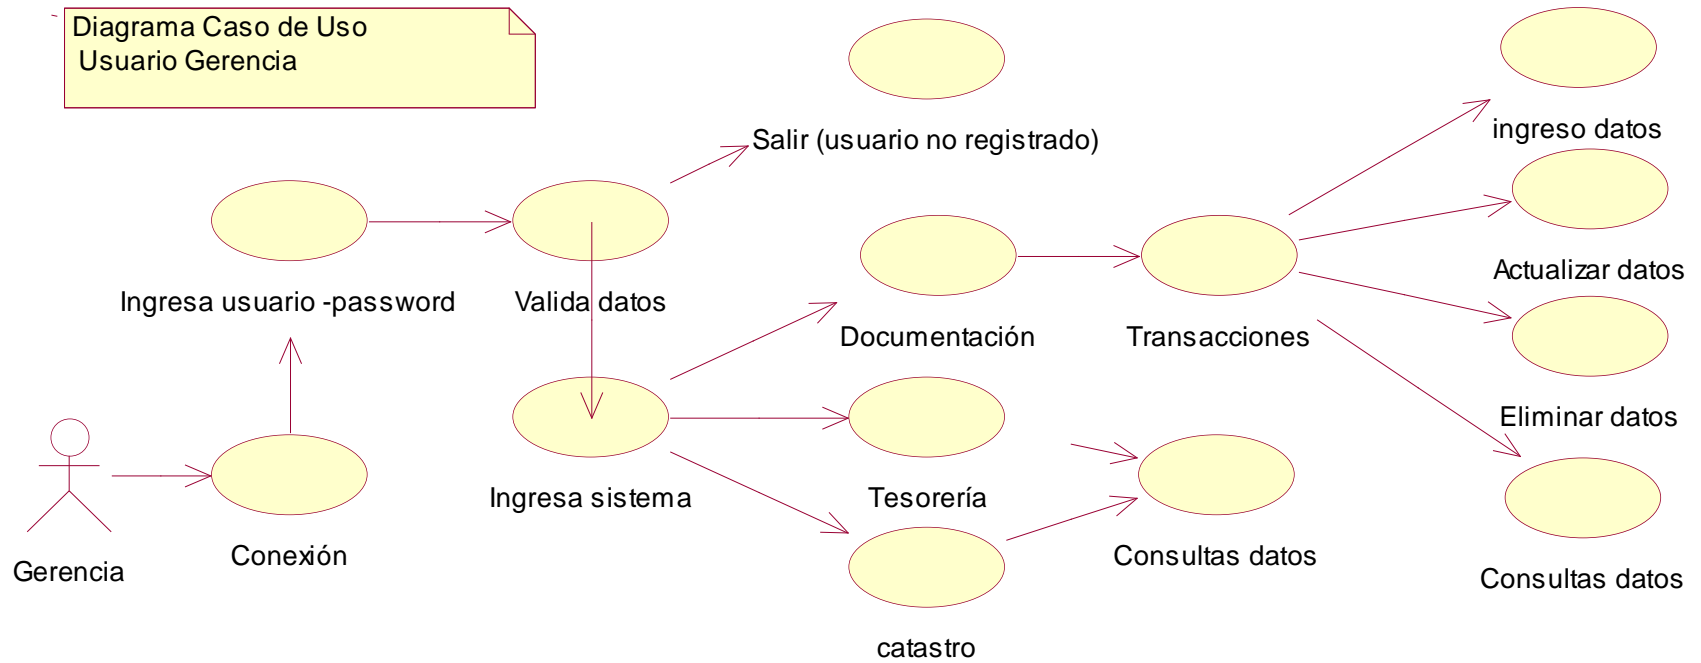 Diagrama Caso de Uso
Usuario Gerencia
Salir (usuario no registrado)
ingreso datos
Ingresa usuario -password
Valida datos
Actualizar datos
Documentación
Transacciones
Eliminar datos
Ingresa sistema
Tesorería
Gerencia
Conexión
Consultas datos
Consultas datos
catastro